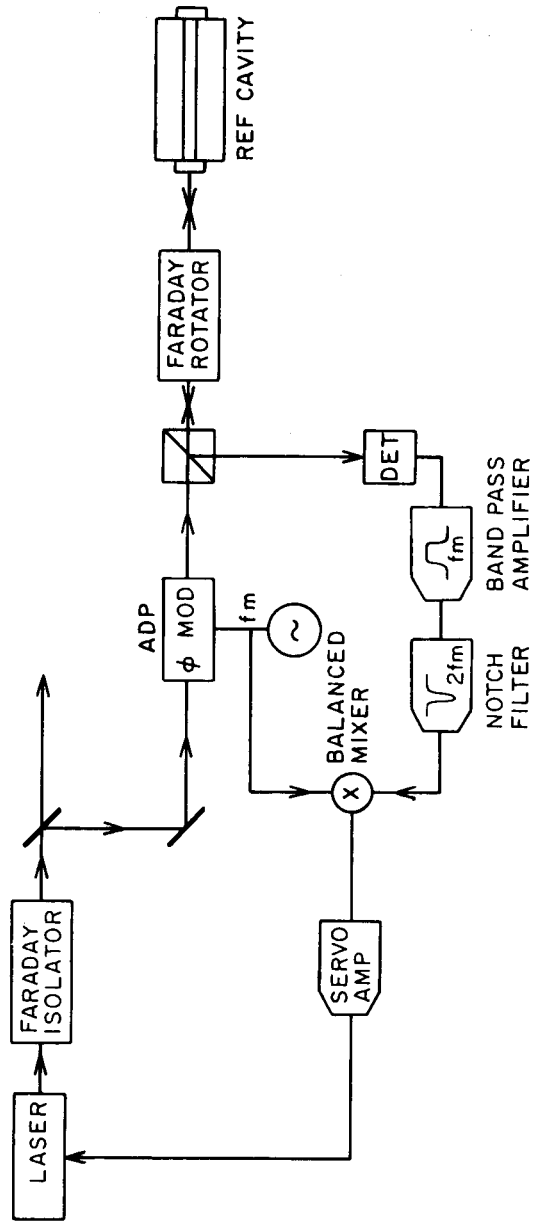 LASER
FARADAY
ISOLATOR
ADP
ϕ MOD
fm
~
FARADAY
ROTATOR
REF CAVITY
DET
fm
BAND PASS
AMPLIFIER
2fm
NOTCH
FILTER
BALANCED
MIXER
X
SERVO
AMP